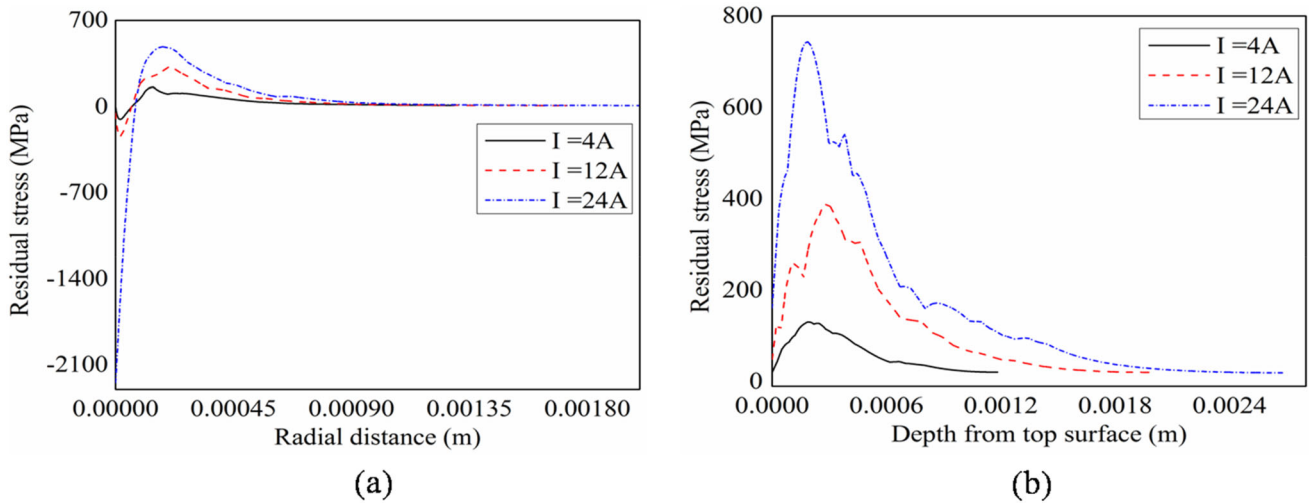 700
0
-700
-1400
-2100
Residual stress (MPa)
I =4A
I =12A
I =24A
0.00000 0.00045 0.00090 0.00135 0.00180
Radial distance (m)
(a)
800
600
400
200
0
Residual stress (MPa)
I =4A
I =12A
I =24A
0.0000 0.0006 0.0012 0.0018 0.0024
Depth from top surface (m)
(b)